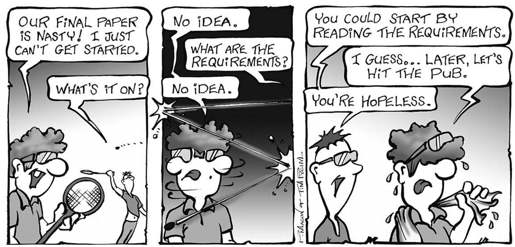 OUR FINAL PAPER
IS NASTY! I JUST
CAN'T GET STARTED.
WHAT'S IT ON?
NO IDEA.
WHAT ARE THE
REQUIREMENTS?
NO IDEA.
YOU COULD START BY
READING THE REQUIREMENTS.
I GUESS... LATER, LET'S
HIT THE PUB.
YOU'RE HOPELESS.